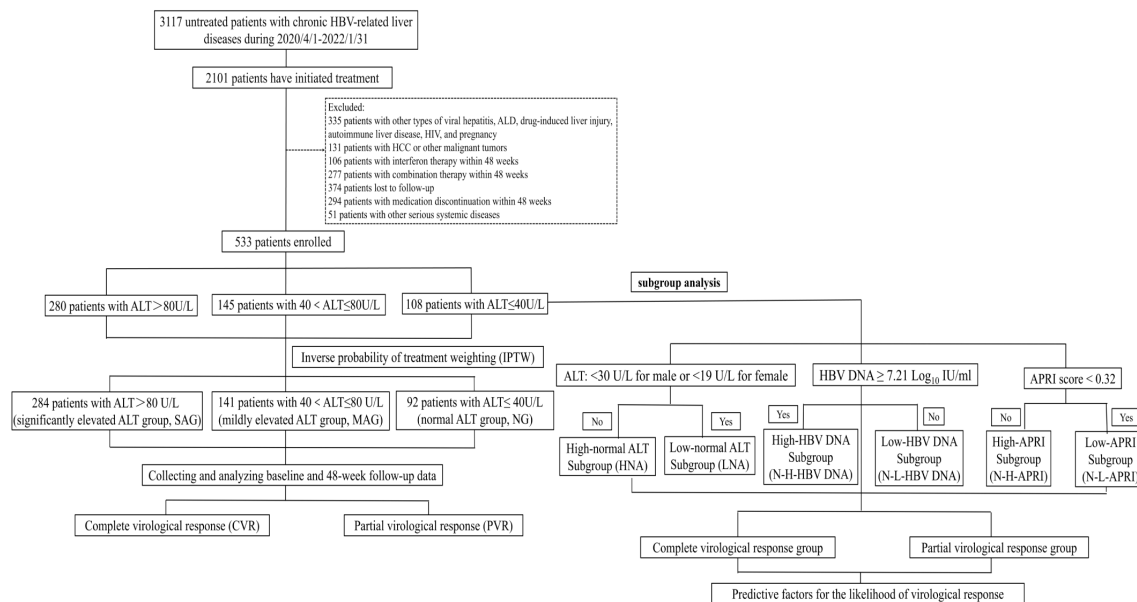 3117 untreated patients with chronic HBV-related liver
diseases during 2020/4/1-2022/1/31
2101 patients have initiated treatment
Excluded:
335 patients with other types of viral hepatitis, ALD, drug-induced liver injury,
autoimmune liver disease, HIV, and pregnancy
131 patients with HCC or other malignant tumors
106 patients with interferon therapy within 48 weeks
277 patients with combination therapy within 48 weeks
374 patients lost to follow-up
294 patients with medication discontinuation within 48 weeks
51 patients with other serious systemic diseases
533 patients enrolled
280 patients with ALT＞80U/L
145 patients with 40 < ALT≤80U/L
108 patients with ALT≤40U/L
Inverse probability of treatment weighting (IPTW)
284 patients with ALT>80 U/L
(significantly elevated ALT group, SAG)
141 patients with 40 < ALT≤80 U/L
(mildly elevated ALT group, MAG)
92 patients with ALT≤ 40U/L
(normal ALT group, NG)
Collecting and analyzing baseline and 48-week follow-up data
Complete virological response (CVR)
Partial virological response (PVR)
subgroup analysis
ALT: <30 U/L for male or <19 U/L for female
HBV DNA ≥ 7.21 Log₁₀ IU/ml
APRI score < 0.32
No
Yes
Yes
No
No
Yes
High-normal ALT
Subgroup (HNA)
Low-normal ALT
Subgroup (LNA)
High-HBV DNA
Subgroup
(N-H-HBV DNA)
Low-HBV DNA
Subgroup
(N-L-HBV DNA)
High-APRI
Subgroup
(N-H-APRI)
Low-APRI
Subgroup
(N-L-APRI)
Complete virological response group
Partial virological response group
Predictive factors for the likelihood of virological response